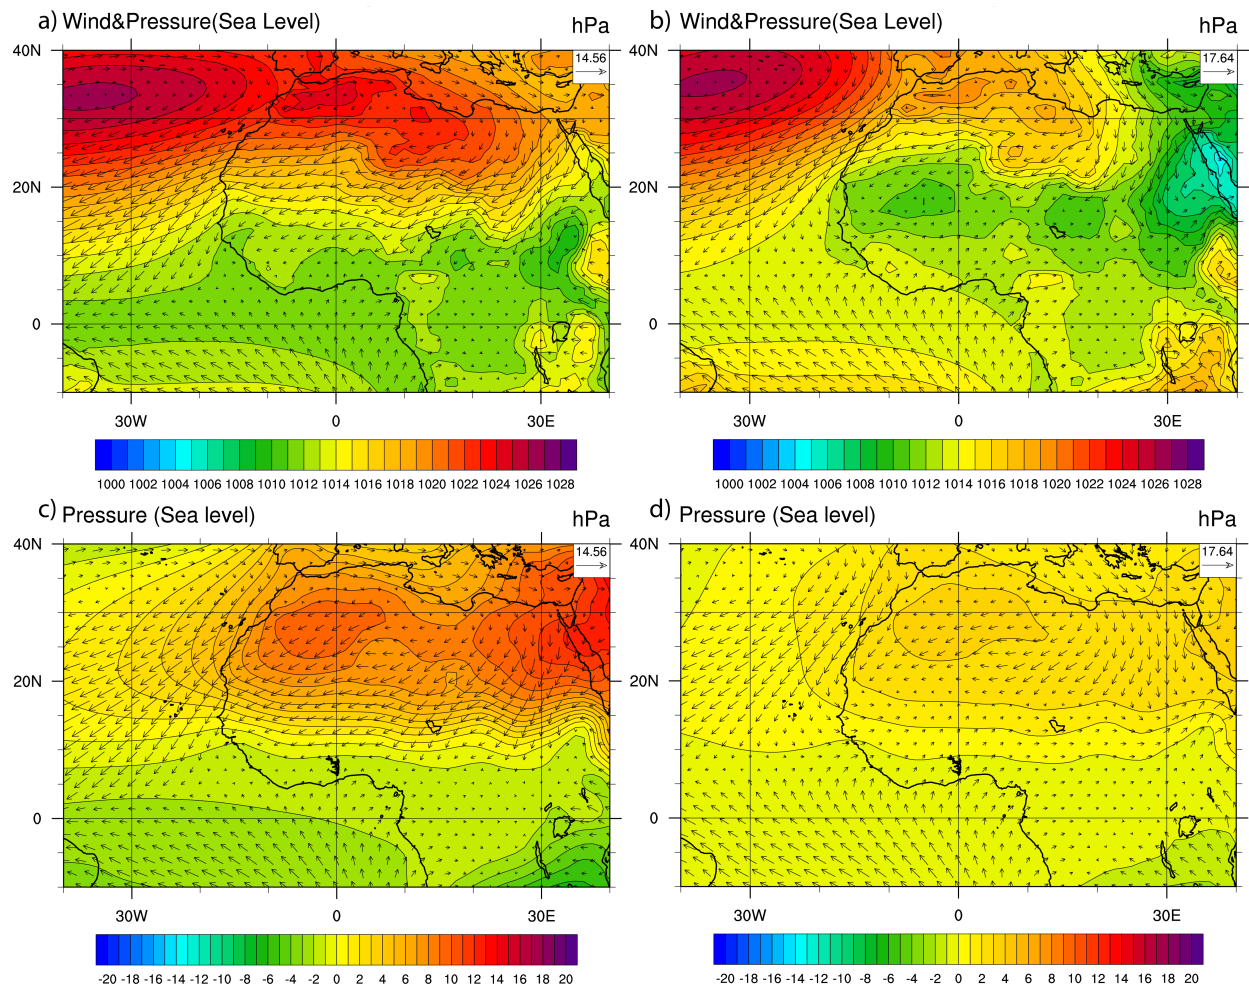 a) Wind&Pressure(Sea Level) hPa
b) Wind&Pressure(Sea Level) hPa
14.56
17.64
40N
20N
0
30W 0 30E
40N
20N
0
30W 0 30E
1000 1002 1004 1006 1008 1010 1012 1014 1016 1018 1020 1022 1024 1026 1028
1000 1002 1004 1006 1008 1010 1012 1014 1016 1018 1020 1022 1024 1026 1028
c) Pressure (Sea level) hPa
d) Pressure (Sea level) hPa
14.56
17.64
40N
20N
0
30W 0 30E
40N
20N
0
30W 0 30E
-20 -18 -16 -14 -12 -10 -8 -6 -4 -2 0 2 4 6 8 10 12 14 16 18 20
-20 -18 -16 -14 -12 -10 -8 -6 -4 -2 0 2 4 6 8 10 12 14 16 18 20